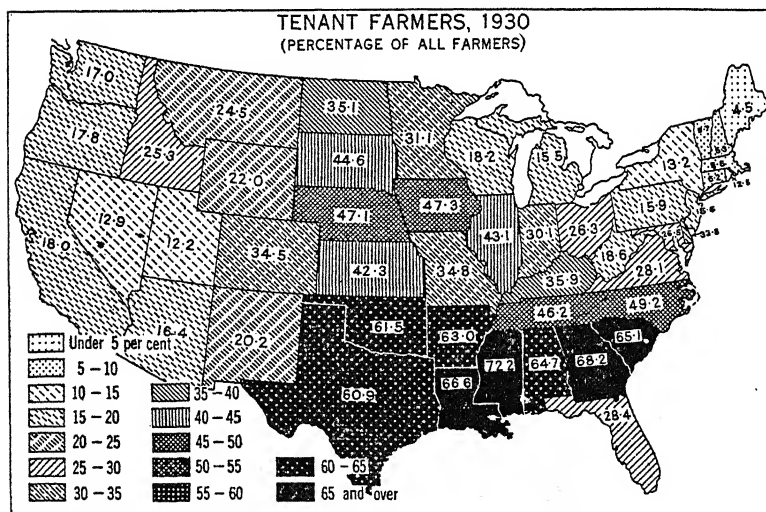 TENANT FARMERS, 1930
(PERCENTAGE OF ALL FARMERS)
17.0
24.5
35.1
31.1
4.5
17.8
25.3
44.6
18.2
15.5
13.2
22.0
12.9
12.2
47.1
47.3
15.9
18.0
34.5
42.3
34.8
43.1
30.1
26.3
18.6
28.1
35.9
16.4
20.2
61.5
63.0
46.2
49.2
60.9
66.6
72.2
64.7
68.2
65.1
28.4
Under 5 per cent
5 – 10
10 – 15
15 – 20
20 – 25
25 – 30
30 – 35
35 – 40
40 – 45
45 – 50
50 – 55
55 – 60
60 – 65
65 and over